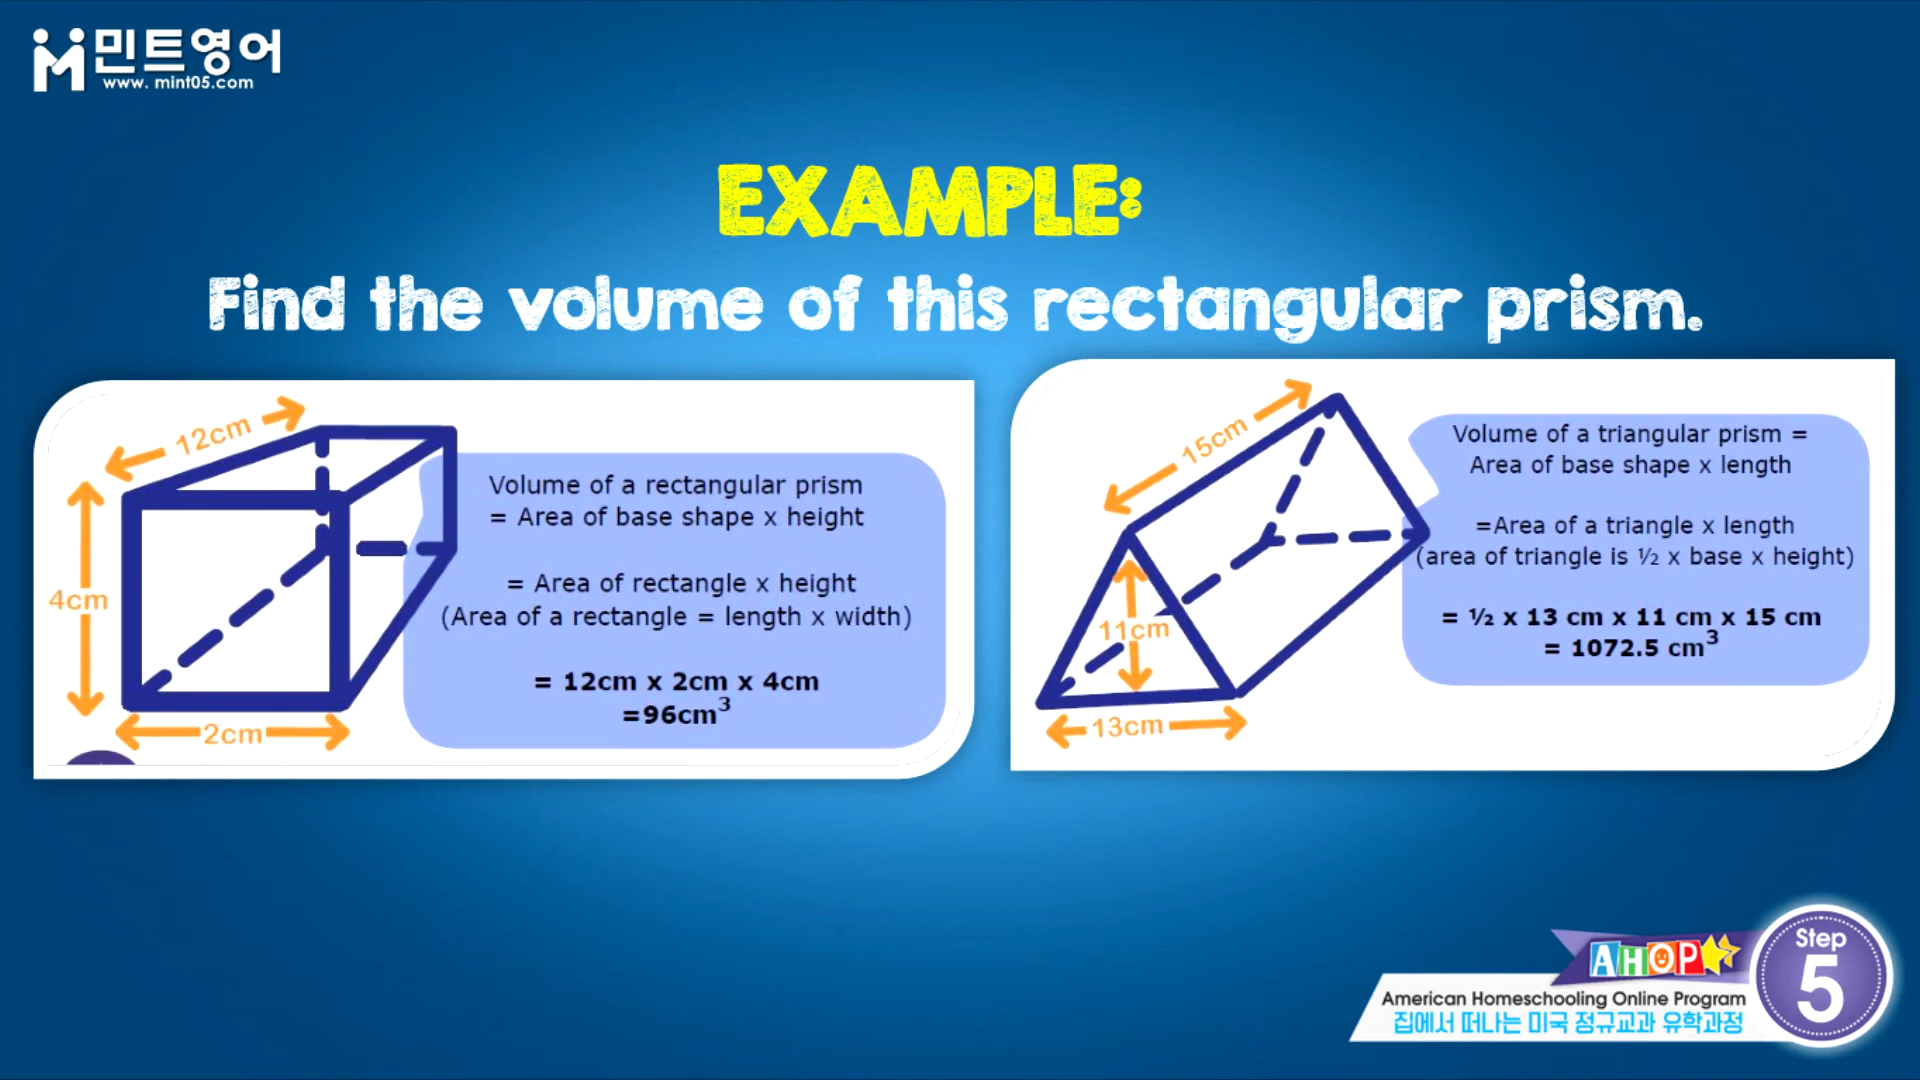 민트영어
www. mint05.com
EXAMPLE:
Find the volume of this rectangular prism.
12cm
4cm
2cm
Volume of a rectangular prism
= Area of base shape x height
= Area of rectangle x height
(Area of a rectangle = length x width)
= 12cm x 2cm x 4cm
=96cm³
15cm
11cm
13cm
Volume of a triangular prism =
Area of base shape x length
=Area of a triangle x length
(area of triangle is ½ x base x height)
= ½ x 13 cm x 11 cm x 15 cm
= 1072.5 cm³
AHOP
Step
5
American Homeschooling Online Program
집에서 떠나는 미국 정규교과 유학과정